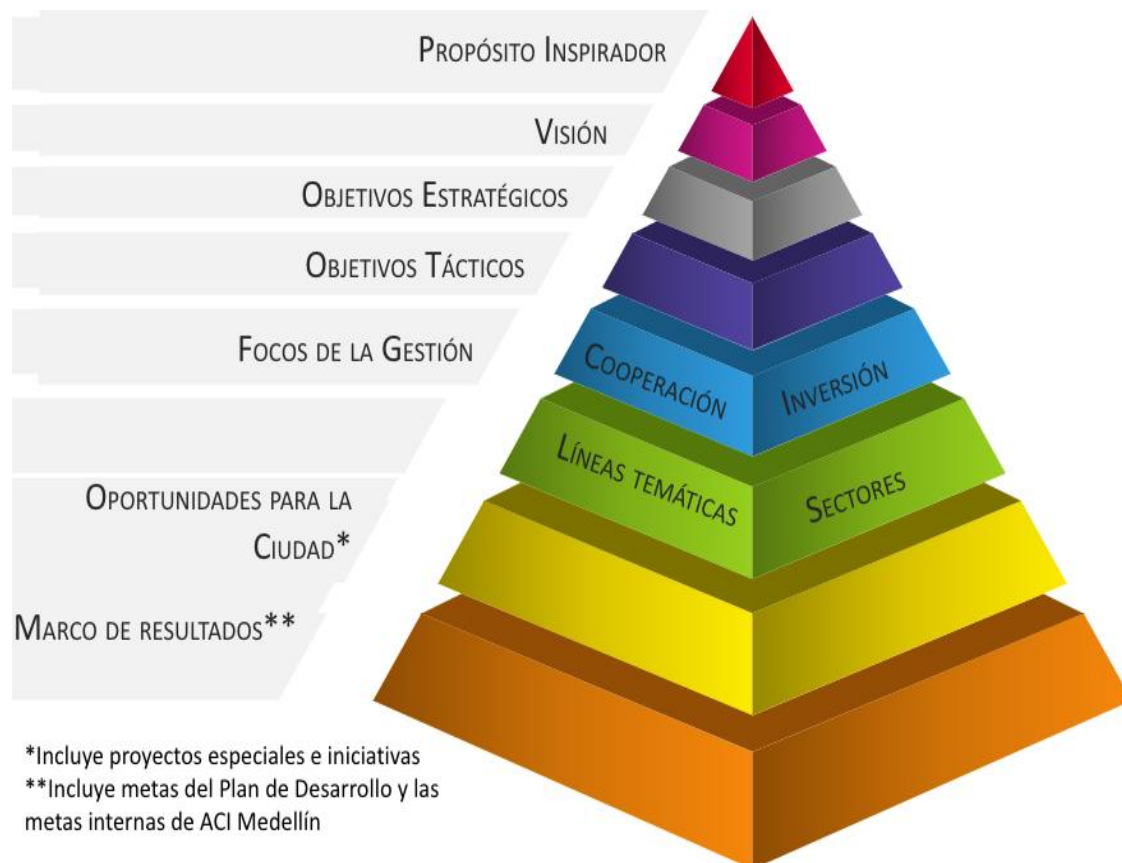 Propósito Inspirador
Visión
Objetivos Estratégicos
Objetivos Tácticos
Focos de la Gestión
Cooperación
Inversión
Líneas temáticas
Sectores
Oportunidades para la
Ciudad*
Marco de resultados**
*Incluye proyectos especiales e iniciativas
**Incluye metas del Plan de Desarrollo y las
metas internas de ACI Medellín